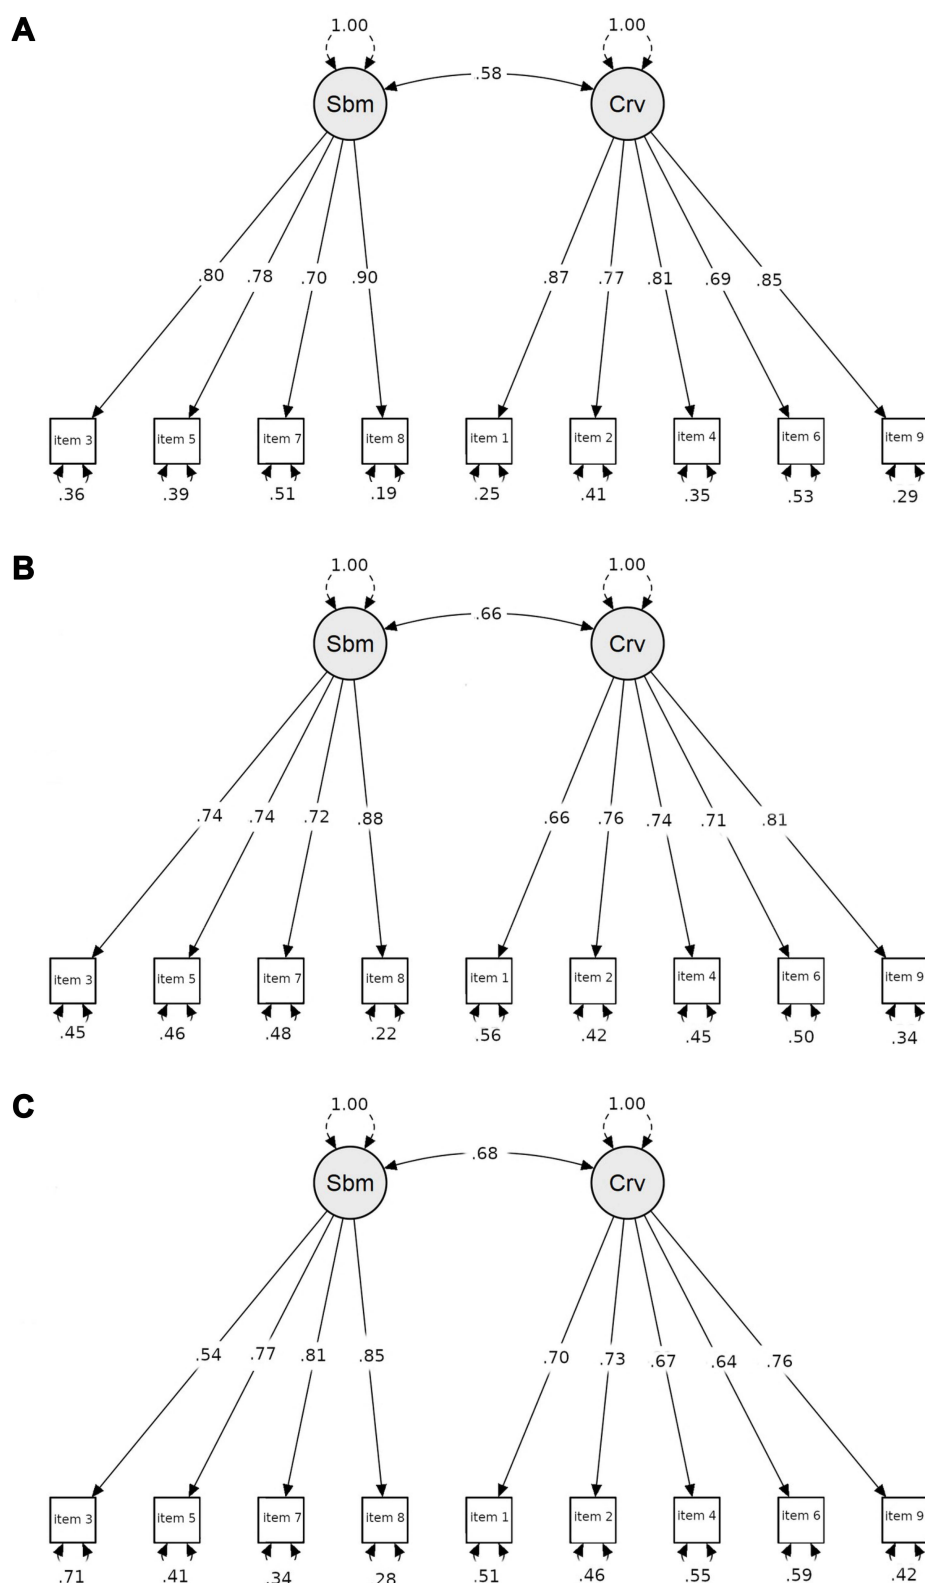 A
1.00 1.00
Sbm .58 Crv
.80 .78 .70 .90 .87 .77 .81 .69 .85
item 3 item 5 item 7 item 8 item 1 item 2 item 4 item 6 item 9
.36 .39 .51 .19 .25 .41 .35 .53 .29
B
1.00 1.00
.66
Sbm Crv
.74 .74 .72 .88 .66 .76 .74 .71 .81
item 3 item 5 item 7 item 8 item 1 item 2 item 4 item 6 item 9
.45 .46 .48 .22 .56 .42 .45 .50 .34
C
1.00 1.00
.68
Sbm Crv
.54 .77 .81 .85 .70 .73 .67 .64 .76
item 3 item 5 item 7 item 8 item 1 item 2 item 4 item 6 item 9
.71 .41 .34 .28 .51 .46 .55 .59 .42